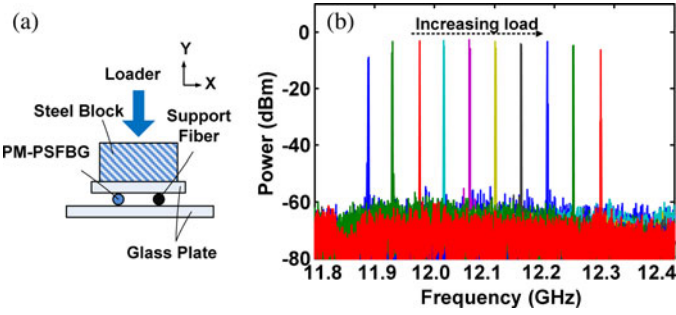 (a)
Y
X
Loader
Steel Block
Support
Fiber
PM-PSFBG
Glass Plate
(b)
Increasing load
0
-20
-40
-60
-80
Power (dBm)
11.8 11.9 12.0 12.1 12.2 12.3 12.4
Frequency (GHz)